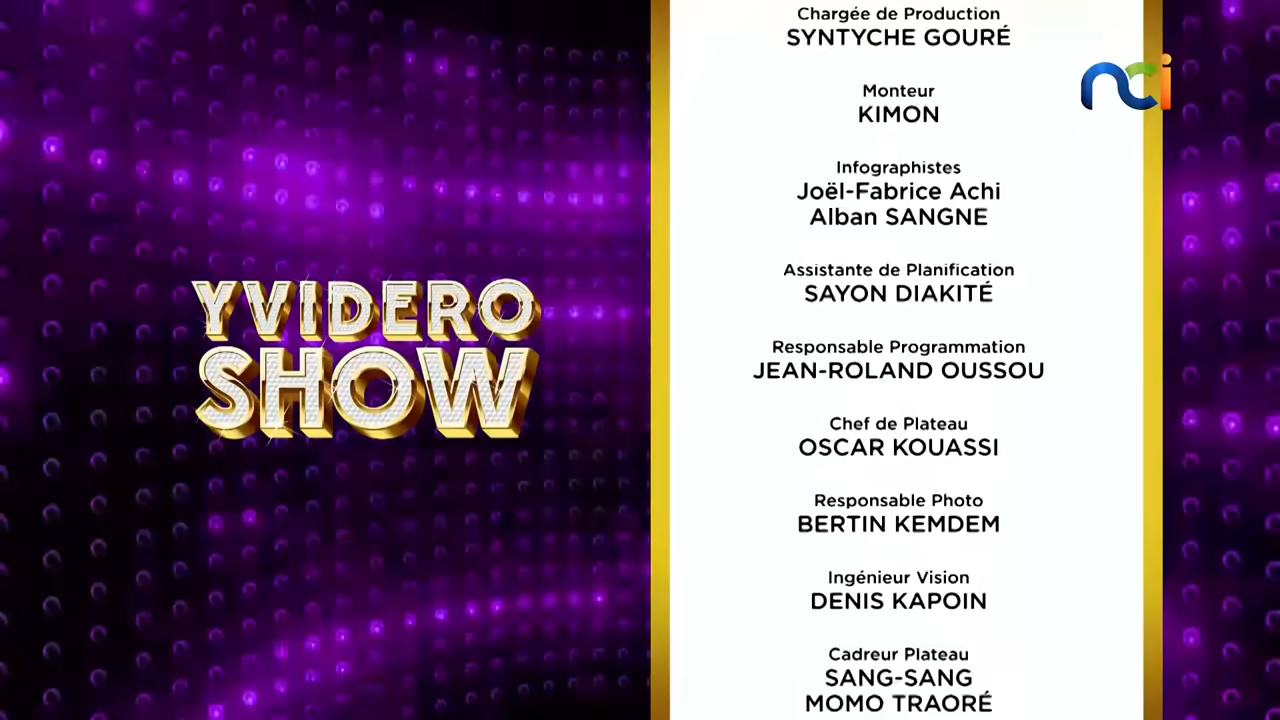 YVIDERO
SHOW
Chargée de Production
SYNTYCHE GOURÉ
nci
Monteur
KIMON
Infographistes
Joël-Fabrice Achi
Alban SANGNE
Assistante de Planification
SAYON DIAKITÉ
Responsable Programmation
JEAN-ROLAND OUSSOU
Chef de Plateau
OSCAR KOUASSI
Responsable Photo
BERTIN KEMDEM
Ingénieur Vision
DENIS KAPOIN
Cadreur Plateau
SANG-SANG
MOMO TRAORÉ